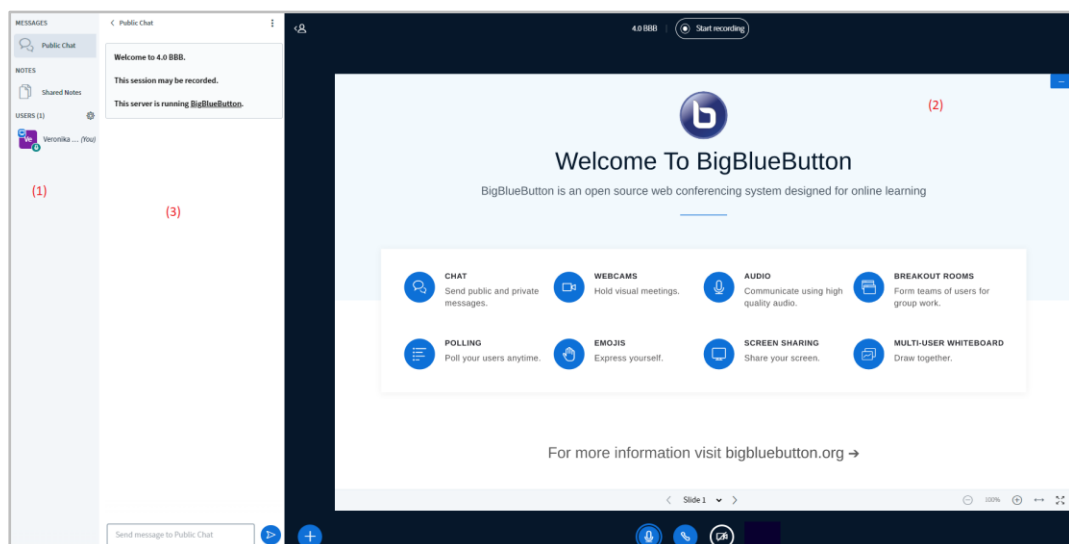 MESSAGES
Public Chat
NOTES
Shared Notes
USERS (1)
Ve
Veronika ... (You)
(1)
Public Chat
Welcome to 4.0 BBB.
This session may be recorded.
This server is running BigBlueButton.
(3)
Send message to Public Chat
4.0 BBB
Start recording
(2)
b
Welcome To BigBlueButton
BigBlueButton is an open source web conferencing system designed for online learning
CHAT
Send public and private
messages.
WEBCAMS
Hold visual meetings.
AUDIO
Communicate using high
quality audio.
BREAKOUT ROOMS
Form teams of users for
group work.
POLLING
Poll your users anytime.
EMOJIS
Express yourself.
SCREEN SHARING
Share your screen.
MULTI-USER WHITEBOARD
Draw together.
For more information visit bigbluebutton.org →
Slide 1
100%